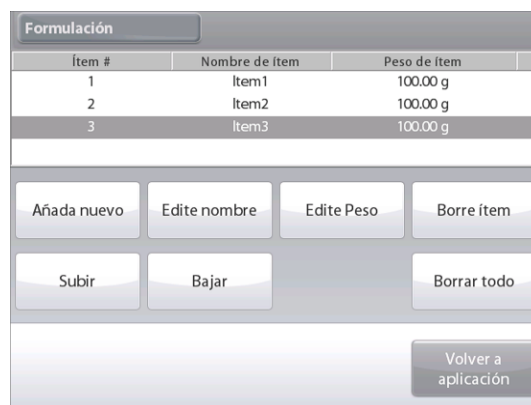 Formulación
Ítem # Nombre de ítem Peso de ítem
1 Item1 100.00 g
2 Item2 100.00 g
3 Item3 100.00 g
Añada nuevo Edite nombre Edite Peso Borre ítem
Subir Bajar Borrar todo
Volver a
aplicación